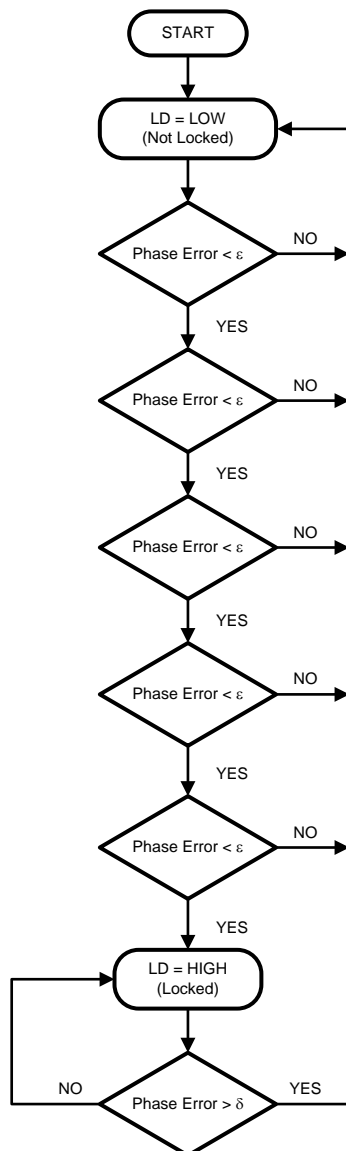 START
LD = LOW
(Not Locked)
Phase Error < ε
NO
YES
Phase Error < ε
NO
YES
Phase Error < ε
NO
YES
Phase Error < ε
NO
YES
Phase Error < ε
NO
YES
LD = HIGH
(Locked)
NO
Phase Error > δ
YES